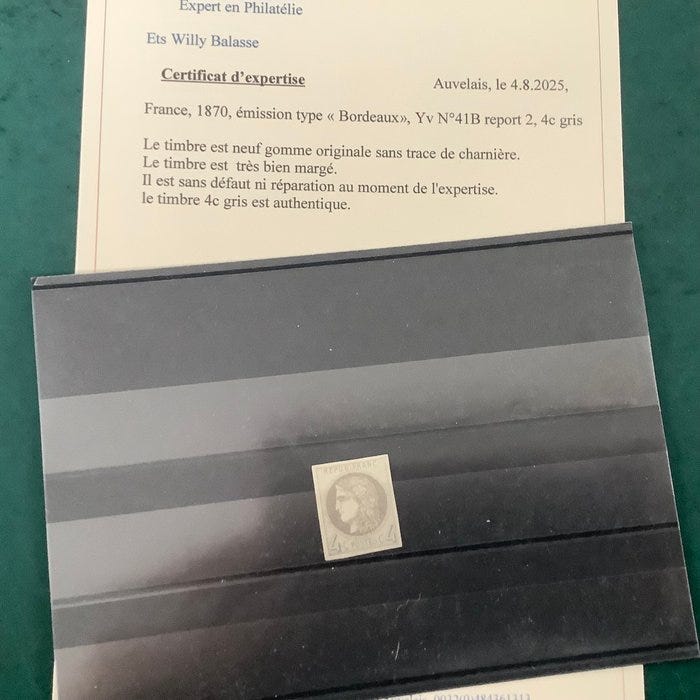 Expert en Philatélie
Ets Willy Balasse
Certificat d'expertise
Auvelais, le 4.8.2025,
France, 1870, émission type « Bordeaux», Yv N°41B report 2, 4c gris
Le timbre est neuf gomme originale sans trace de charnière.
Le timbre est très bien margé.
Il est sans défaut ni réparation au moment de l'expertise.
le timbre 4c gris est authentique.
REPUB FRANC
4 4